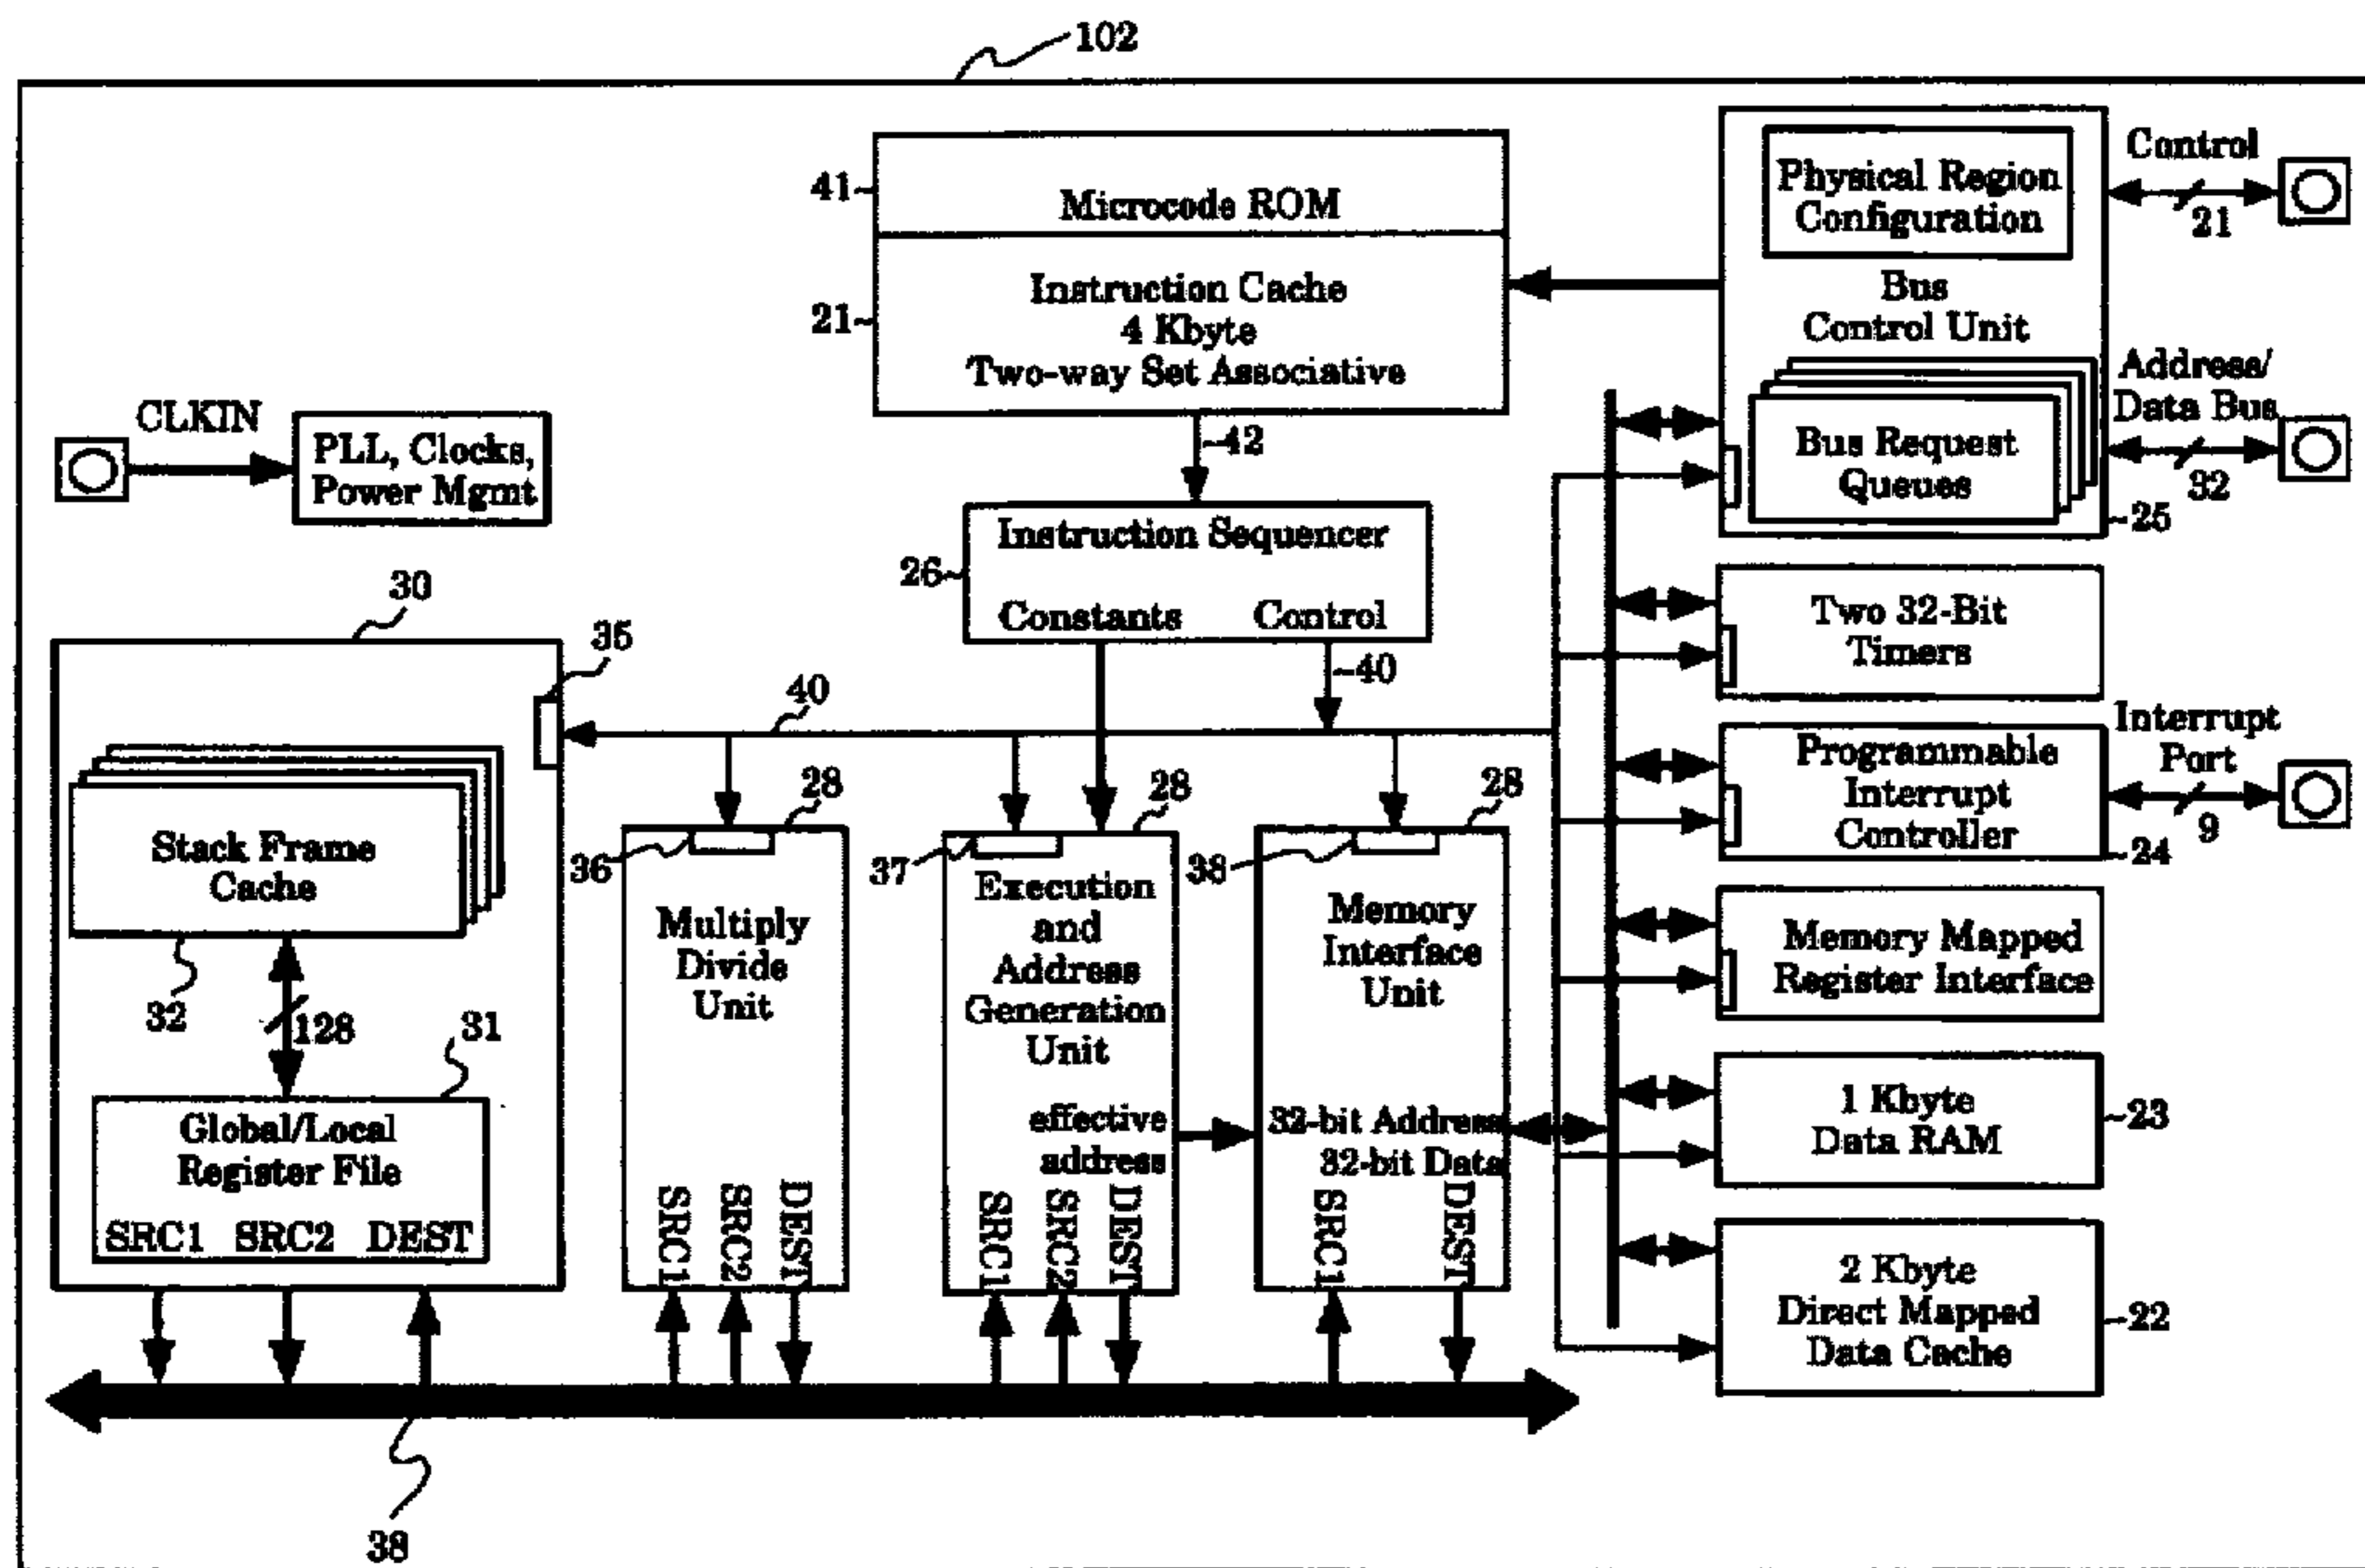 102
41
Microcode ROM
21
Instruction Cache
4 Kbyte
Two-way Set Associative
42
Physical Region
Configuration
Bus
Control Unit
Bus Request
Queues
25
Control
21
Address/
Data Bus
32
CLKIN
PLL, Clocks,
Power Mgmt
26
Instruction Sequencer
Constants Control
40
40
Two 32-Bit
Timers
Programmable
Interrupt
Controller
24
Interrupt
Port
9
Memory Mapped
Register Interface
1 Kbyte
Data RAM
23
2 Kbyte
Direct Mapped
Data Cache
22
30
35
Stack Frame
Cache
32
128
31
Global/Local
Register File
SRC1 SRC2 DEST
28
36
Multiply
Divide
Unit
SRC1 SRC2 DEST
28
37
Execution
and
Address
Generation
Unit
effective
address
SRC1 SRC2 DEST
28
38
Memory
Interface
Unit
32-bit Address
32-bit Data
SRC1 DEST
38